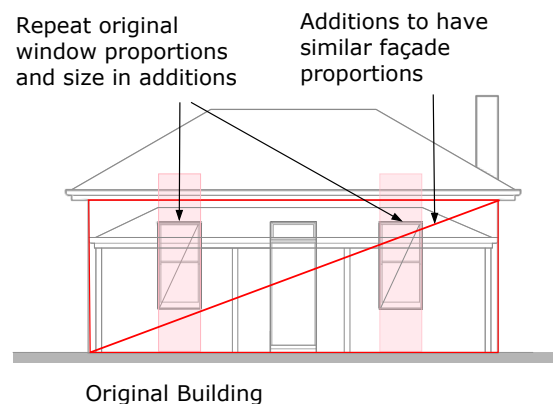 Repeat original
window proportions
and size in additions
Additions to have
similar façade
proportions
Original Building